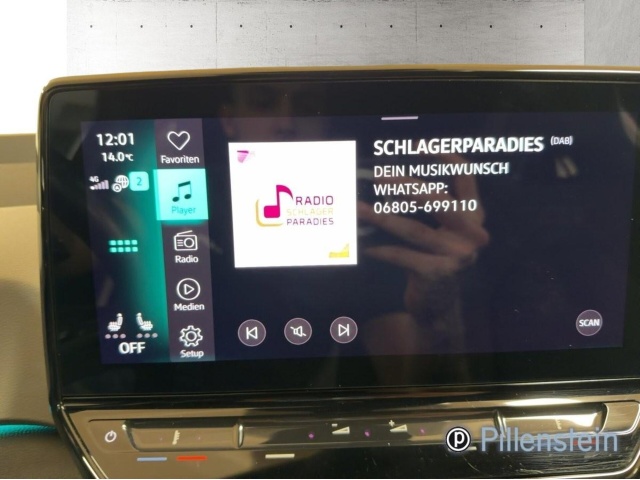 12:01
14.0°C
4G
2
OFF
Favoriten
Player
Radio
Medien
Setup
RADIO
SCHLAGER
PARADIES
SCHLAGERPARADIES (DAB)
DEIN MUSIKWUNSCH
WHATSAPP:
06805-699110
SCAN
P Pillenstein